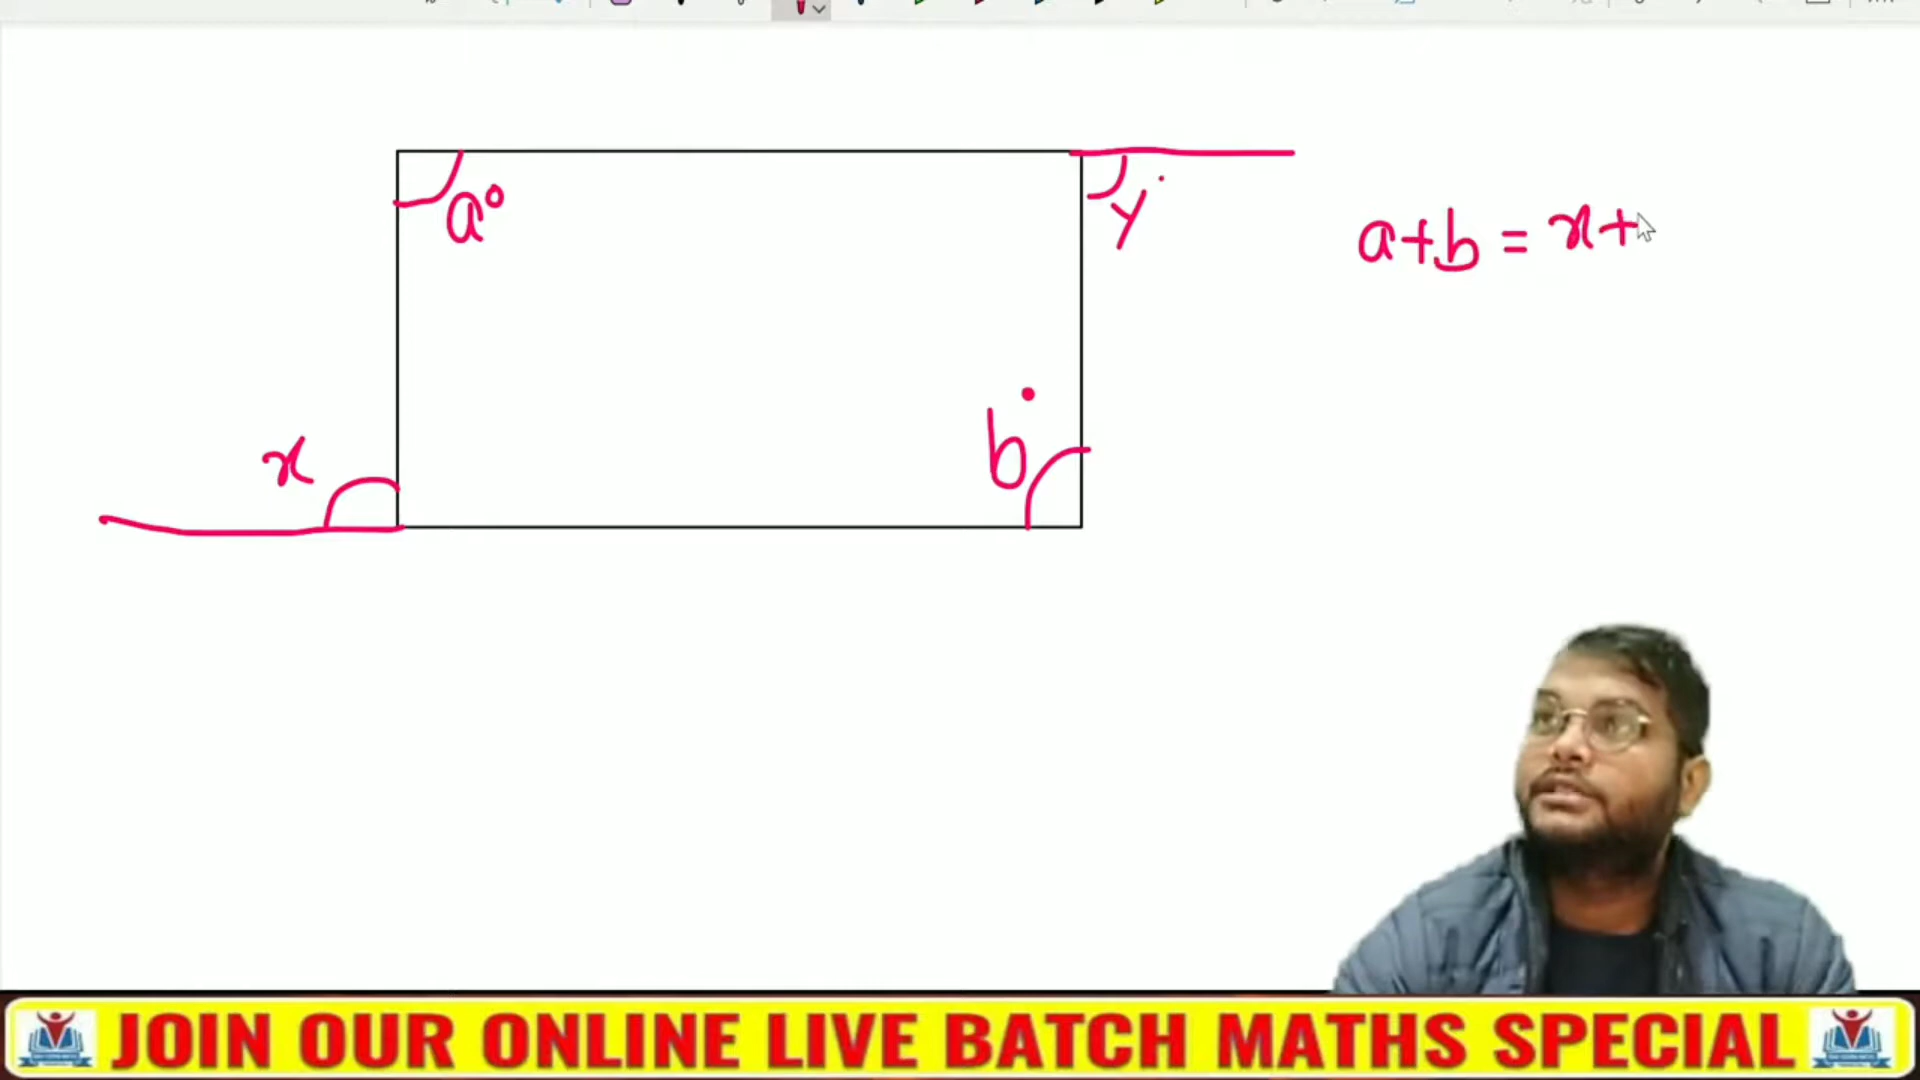 a°
y
a+b = x+
x
b
JOIN OUR ONLINE LIVE BATCH MATHS SPECIAL